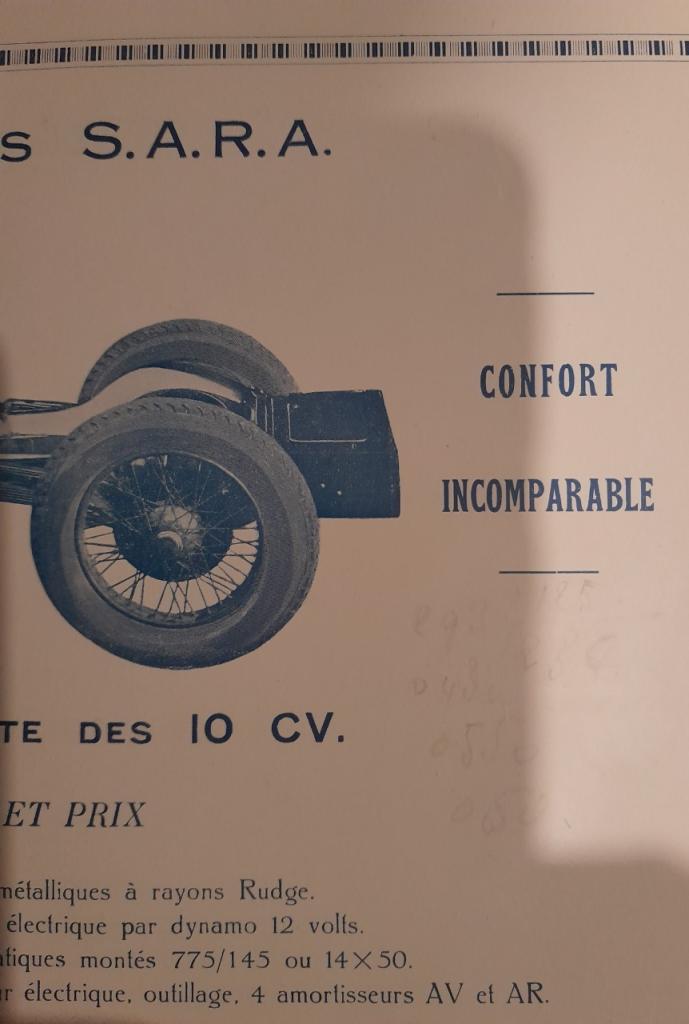 S S.A.R.A.
CONFORT
INCOMPARABLE
TE DES 10 CV.
ET PRIX
métalliques à rayons Rudge.
électrique par dynamo 12 volts.
atiques montés 775/145 ou 14×50.
r électrique, outillage, 4 amortisseurs AV et AR.